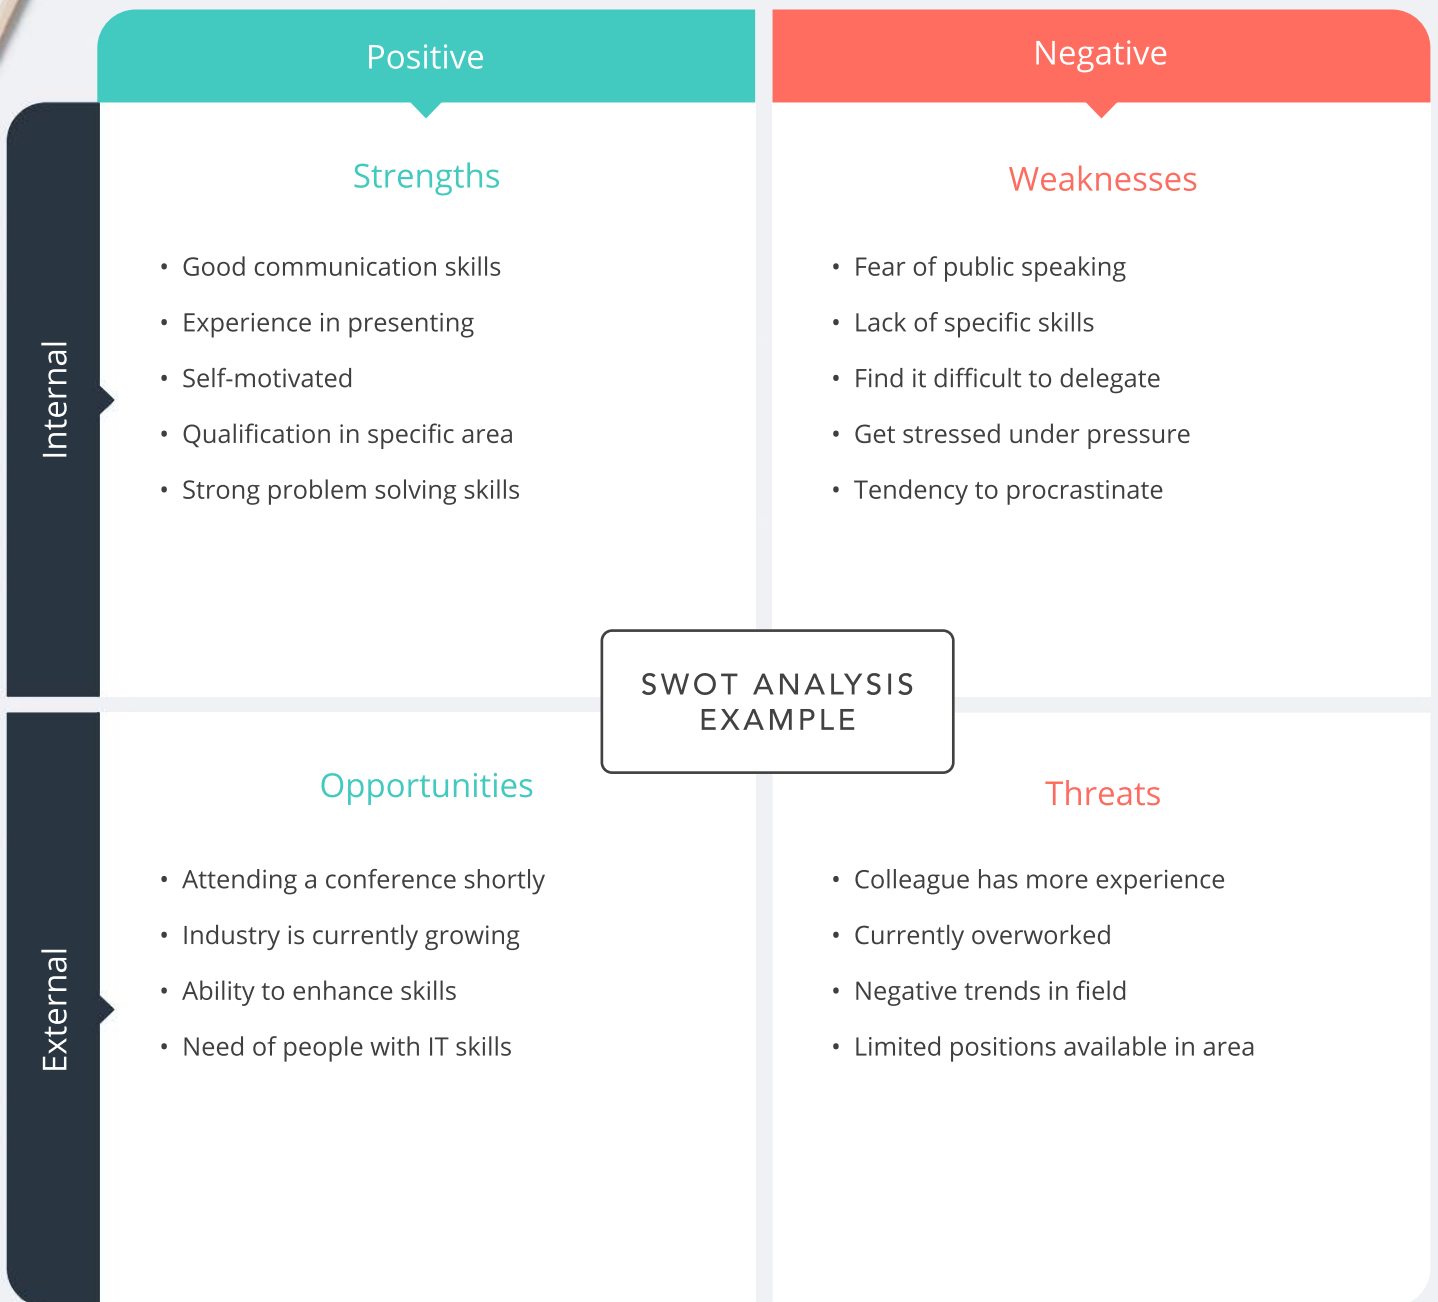 Positive
Negative
Internal
Strengths
• Good communication skills
• Experience in presenting
• Self-motivated
• Qualification in specific area
• Strong problem solving skills
Weaknesses
• Fear of public speaking
• Lack of specific skills
• Find it difficult to delegate
• Get stressed under pressure
• Tendency to procrastinate
SWOT ANALYSIS
EXAMPLE
External
Opportunities
• Attending a conference shortly
• Industry is currently growing
• Ability to enhance skills
• Need of people with IT skills
Threats
• Colleague has more experience
• Currently overworked
• Negative trends in field
• Limited positions available in area